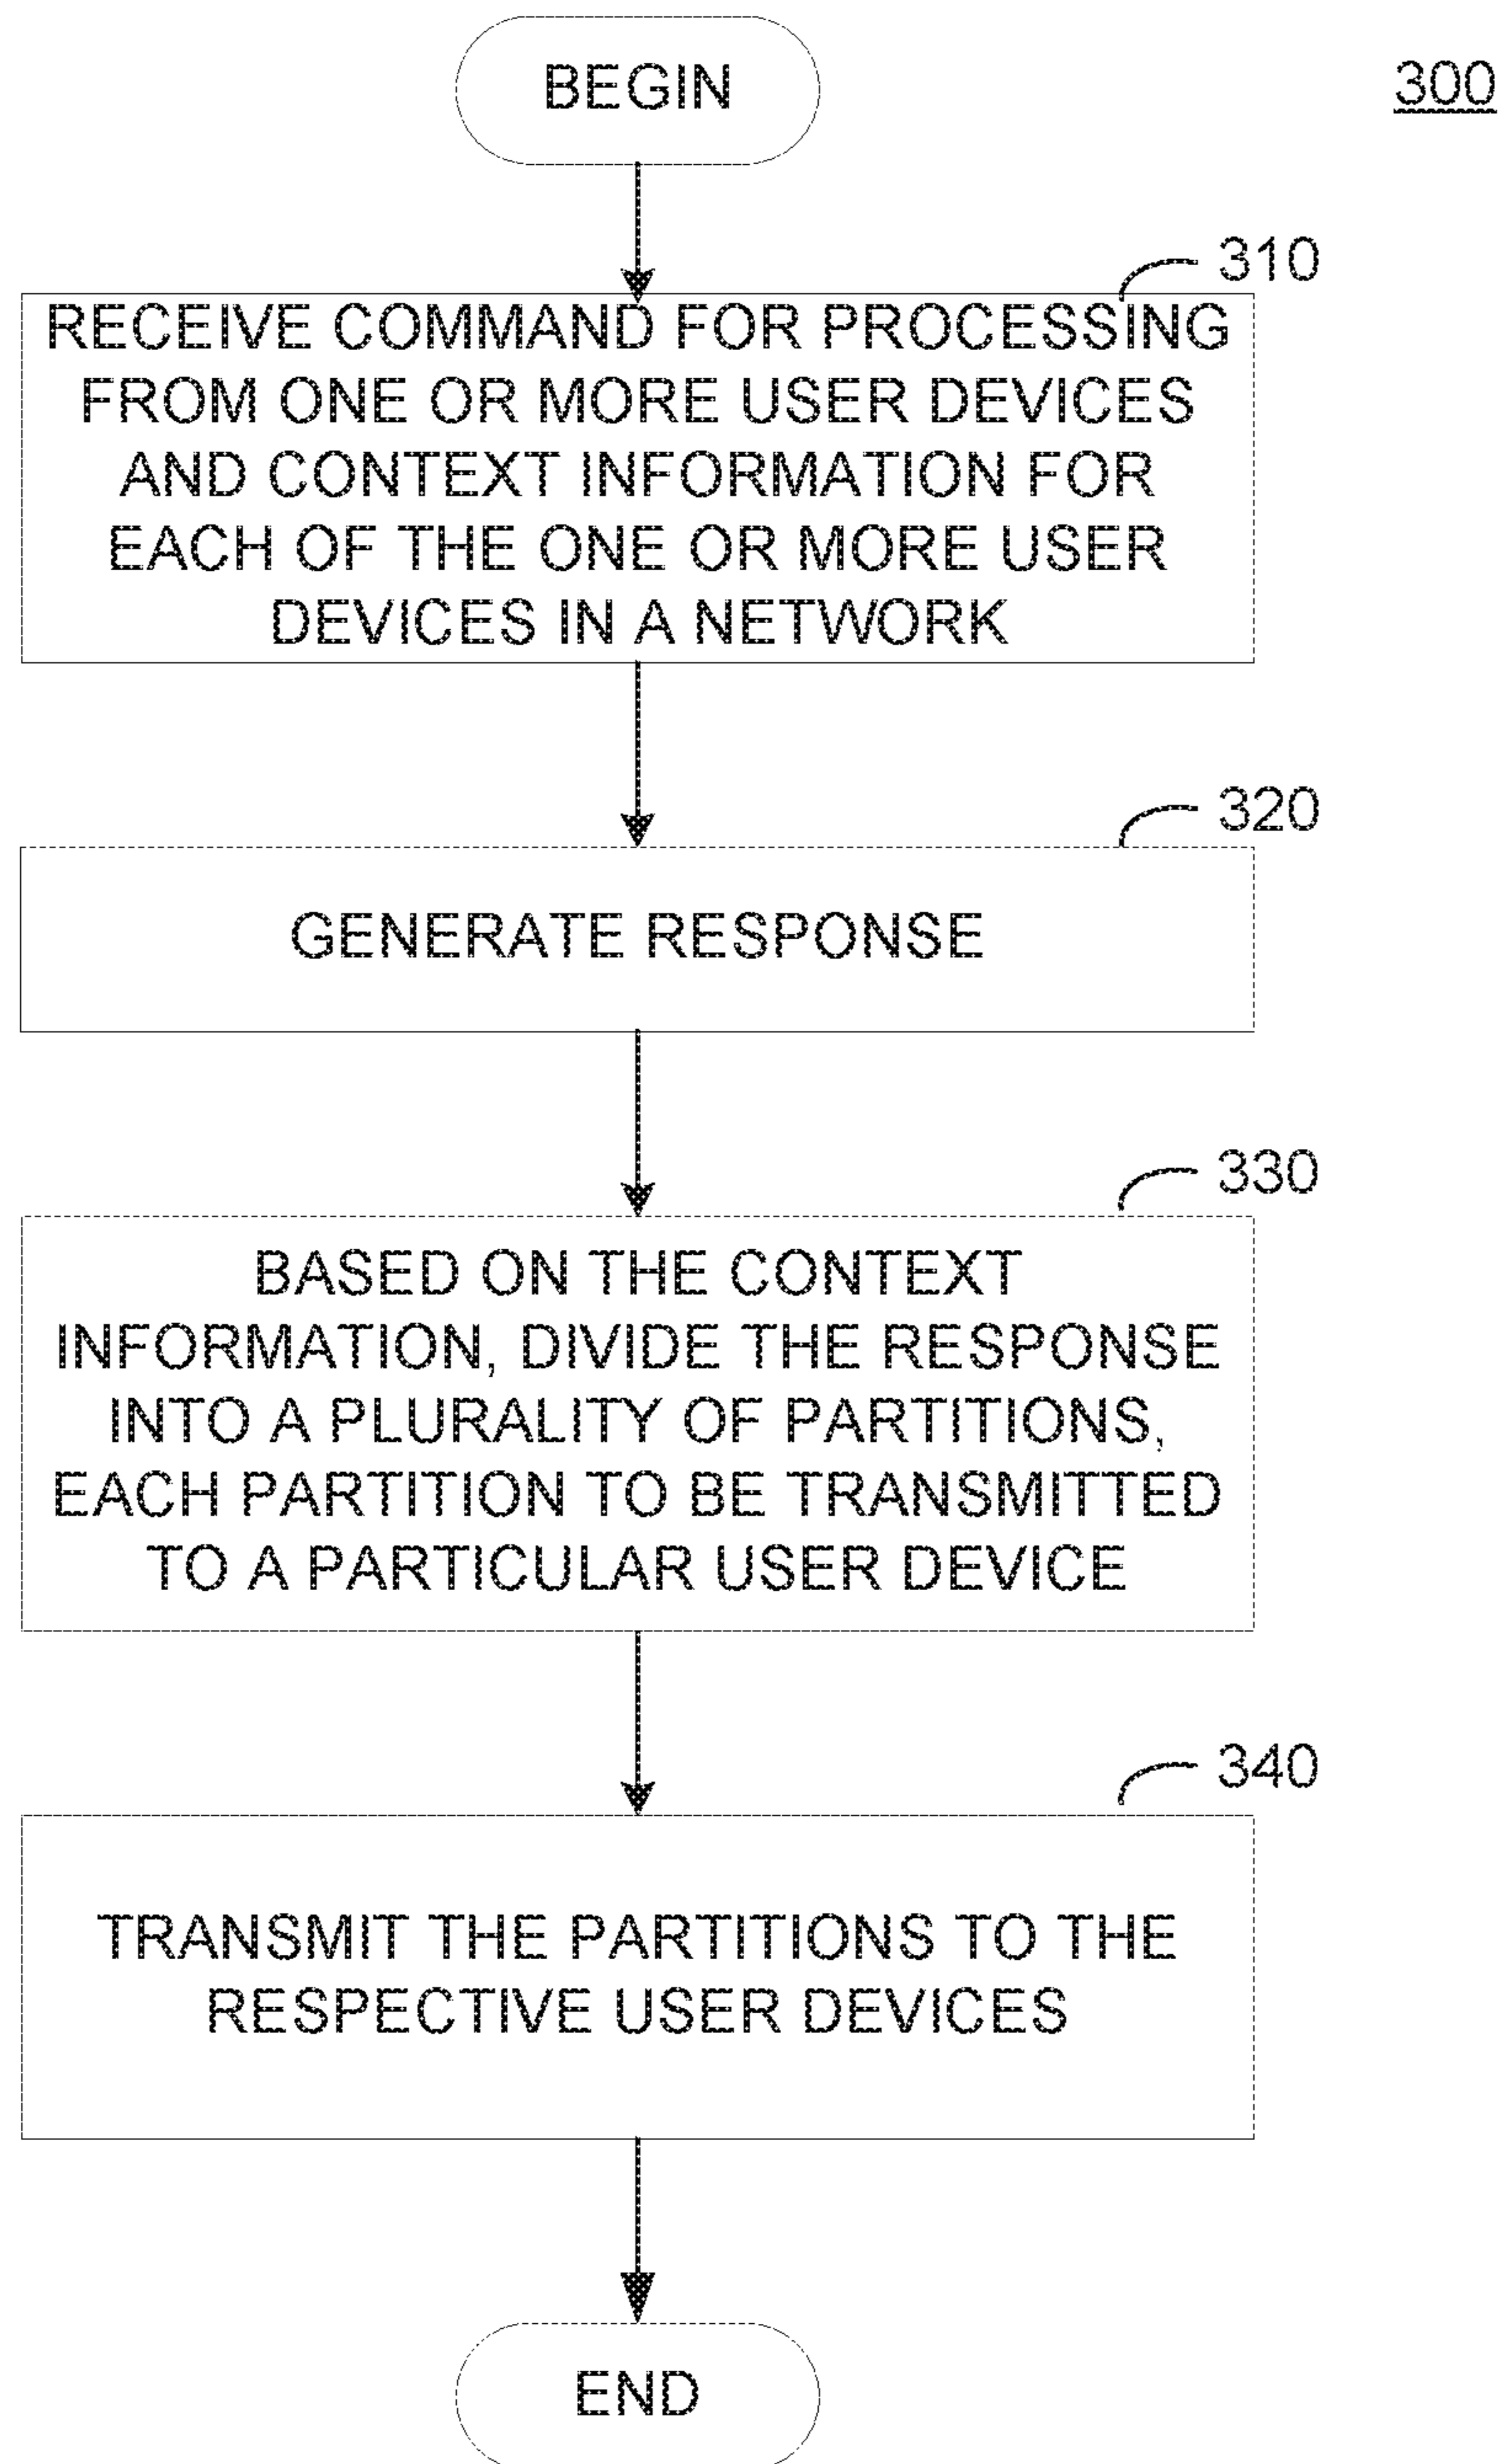 BEGIN
300
310
RECEIVE COMMAND FOR PROCESSING
FROM ONE OR MORE USER DEVICES
AND CONTEXT INFORMATION FOR
EACH OF THE ONE OR MORE USER
DEVICES IN A NETWORK
320
GENERATE RESPONSE
330
BASED ON THE CONTEXT
INFORMATION, DIVIDE THE RESPONSE
INTO A PLURALITY OF PARTITIONS,
EACH PARTITION TO BE TRANSMITTED
TO A PARTICULAR USER DEVICE
340
TRANSMIT THE PARTITIONS TO THE
RESPECTIVE USER DEVICES
END